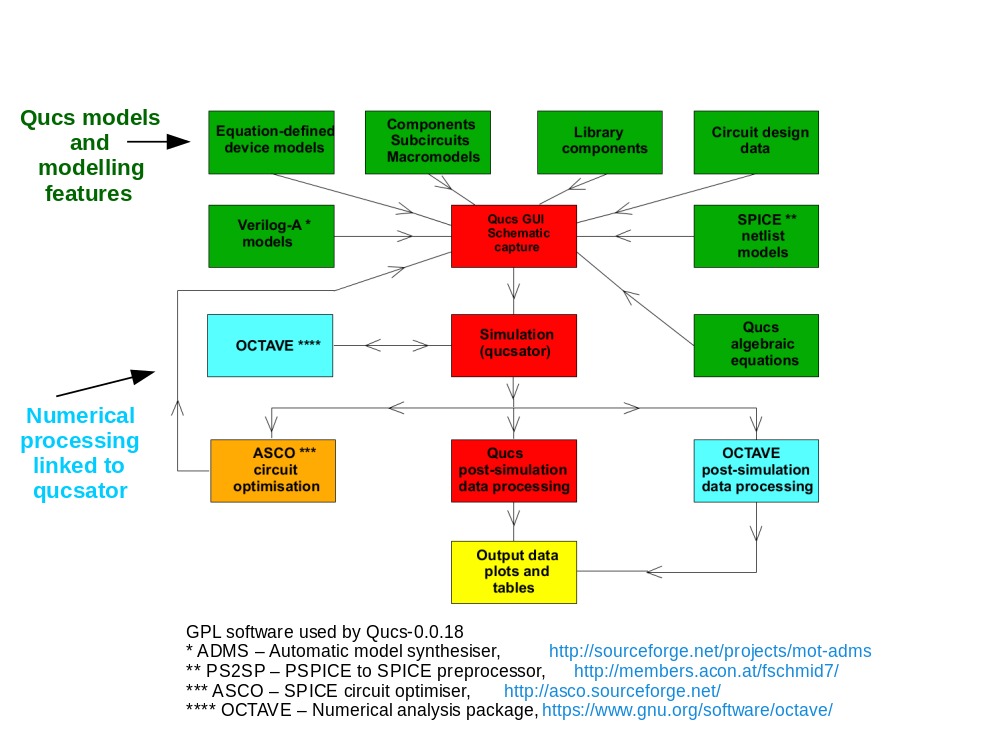 Qucs models
and
modelling
features
Equation-defined
device models
Components
Subcircuits
Macromodels
Library
components
Circuit design
data
Verilog-A *
models
Qucs GUI
Schematic
capture
SPICE **
netlist
models
OCTAVE ****
Simulation
(qucsator)
Qucs
algebraic
equations
Numerical
processing
linked to
qucsator
ASCO ***
circuit
optimisation
Qucs
post-simulation
data processing
OCTAVE
post-simulation
data processing
Output data
plots and
tables
GPL software used by Qucs-0.0.18
* ADMS – Automatic model synthesiser, http://sourceforge.net/projects/mot-adms
** PS2SP – PSPICE to SPICE preprocessor, http://members.acon.at/fschmid7/
*** ASCO – SPICE circuit optimiser, http://asco.sourceforge.net/
**** OCTAVE – Numerical analysis package, https://www.gnu.org/software/octave/